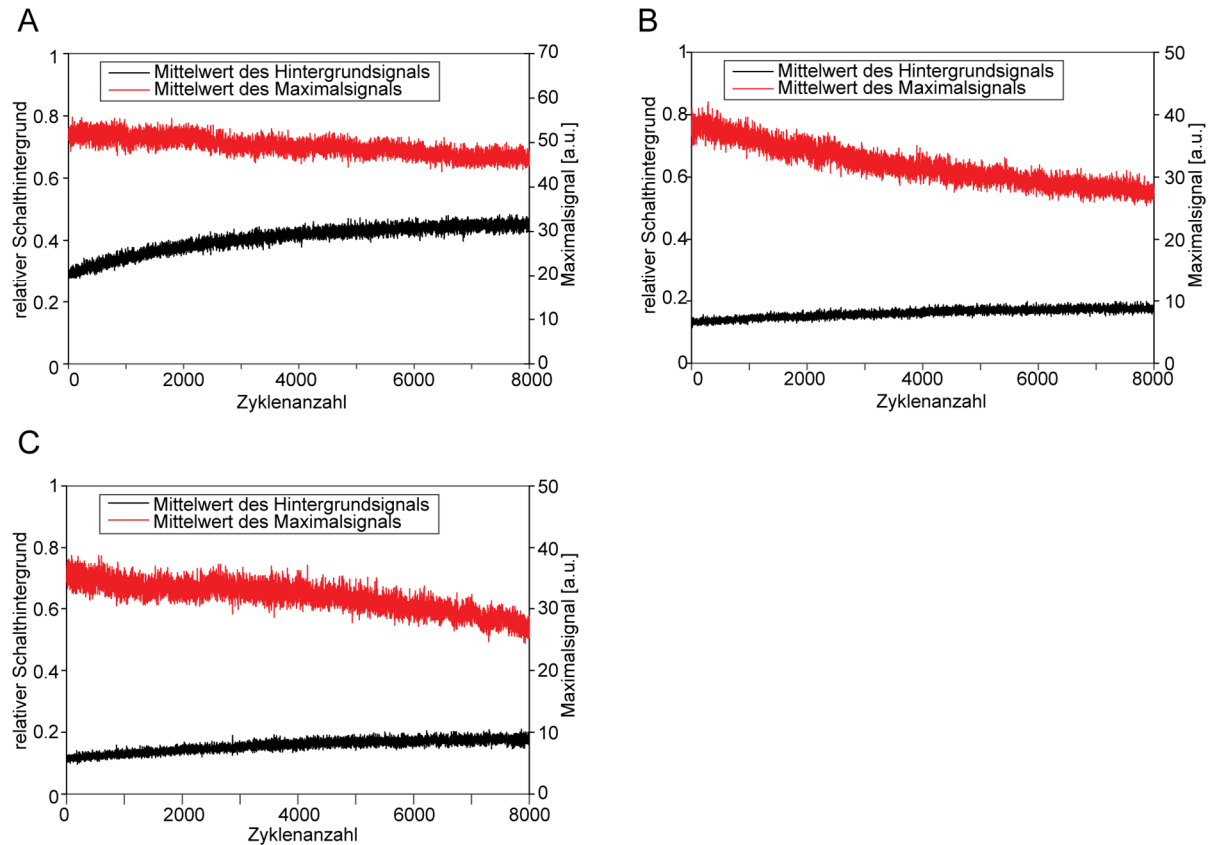 A
Mittelwert des Hintergrundsignals
Mittelwert des Maximalsignals
relativer Schalthintergrund
1
0.8
0.6
0.4
0.2
0
70
60
50
40
30
20
10
0
Maximalsignal [a.u.]
0 2000 4000 6000 8000
Zyklenanzahl
B
Mittelwert des Hintergrundsignals
Mittelwert des Maximalsignals
relativer Schalthintergrund
1
0.8
0.6
0.4
0.2
0
50
40
30
20
10
0
Maximalsignal [a.u.]
0 2000 4000 6000 8000
Zyklenanzahl
C
Mittelwert des Hintergrundsignals
Mittelwert des Maximalsignals
relativer Schalthintergrund
1
0.8
0.6
0.4
0.2
0
50
40
30
20
10
0
Maximalsignal [a.u.]
0 2000 4000 6000 8000
Zyklenanzahl